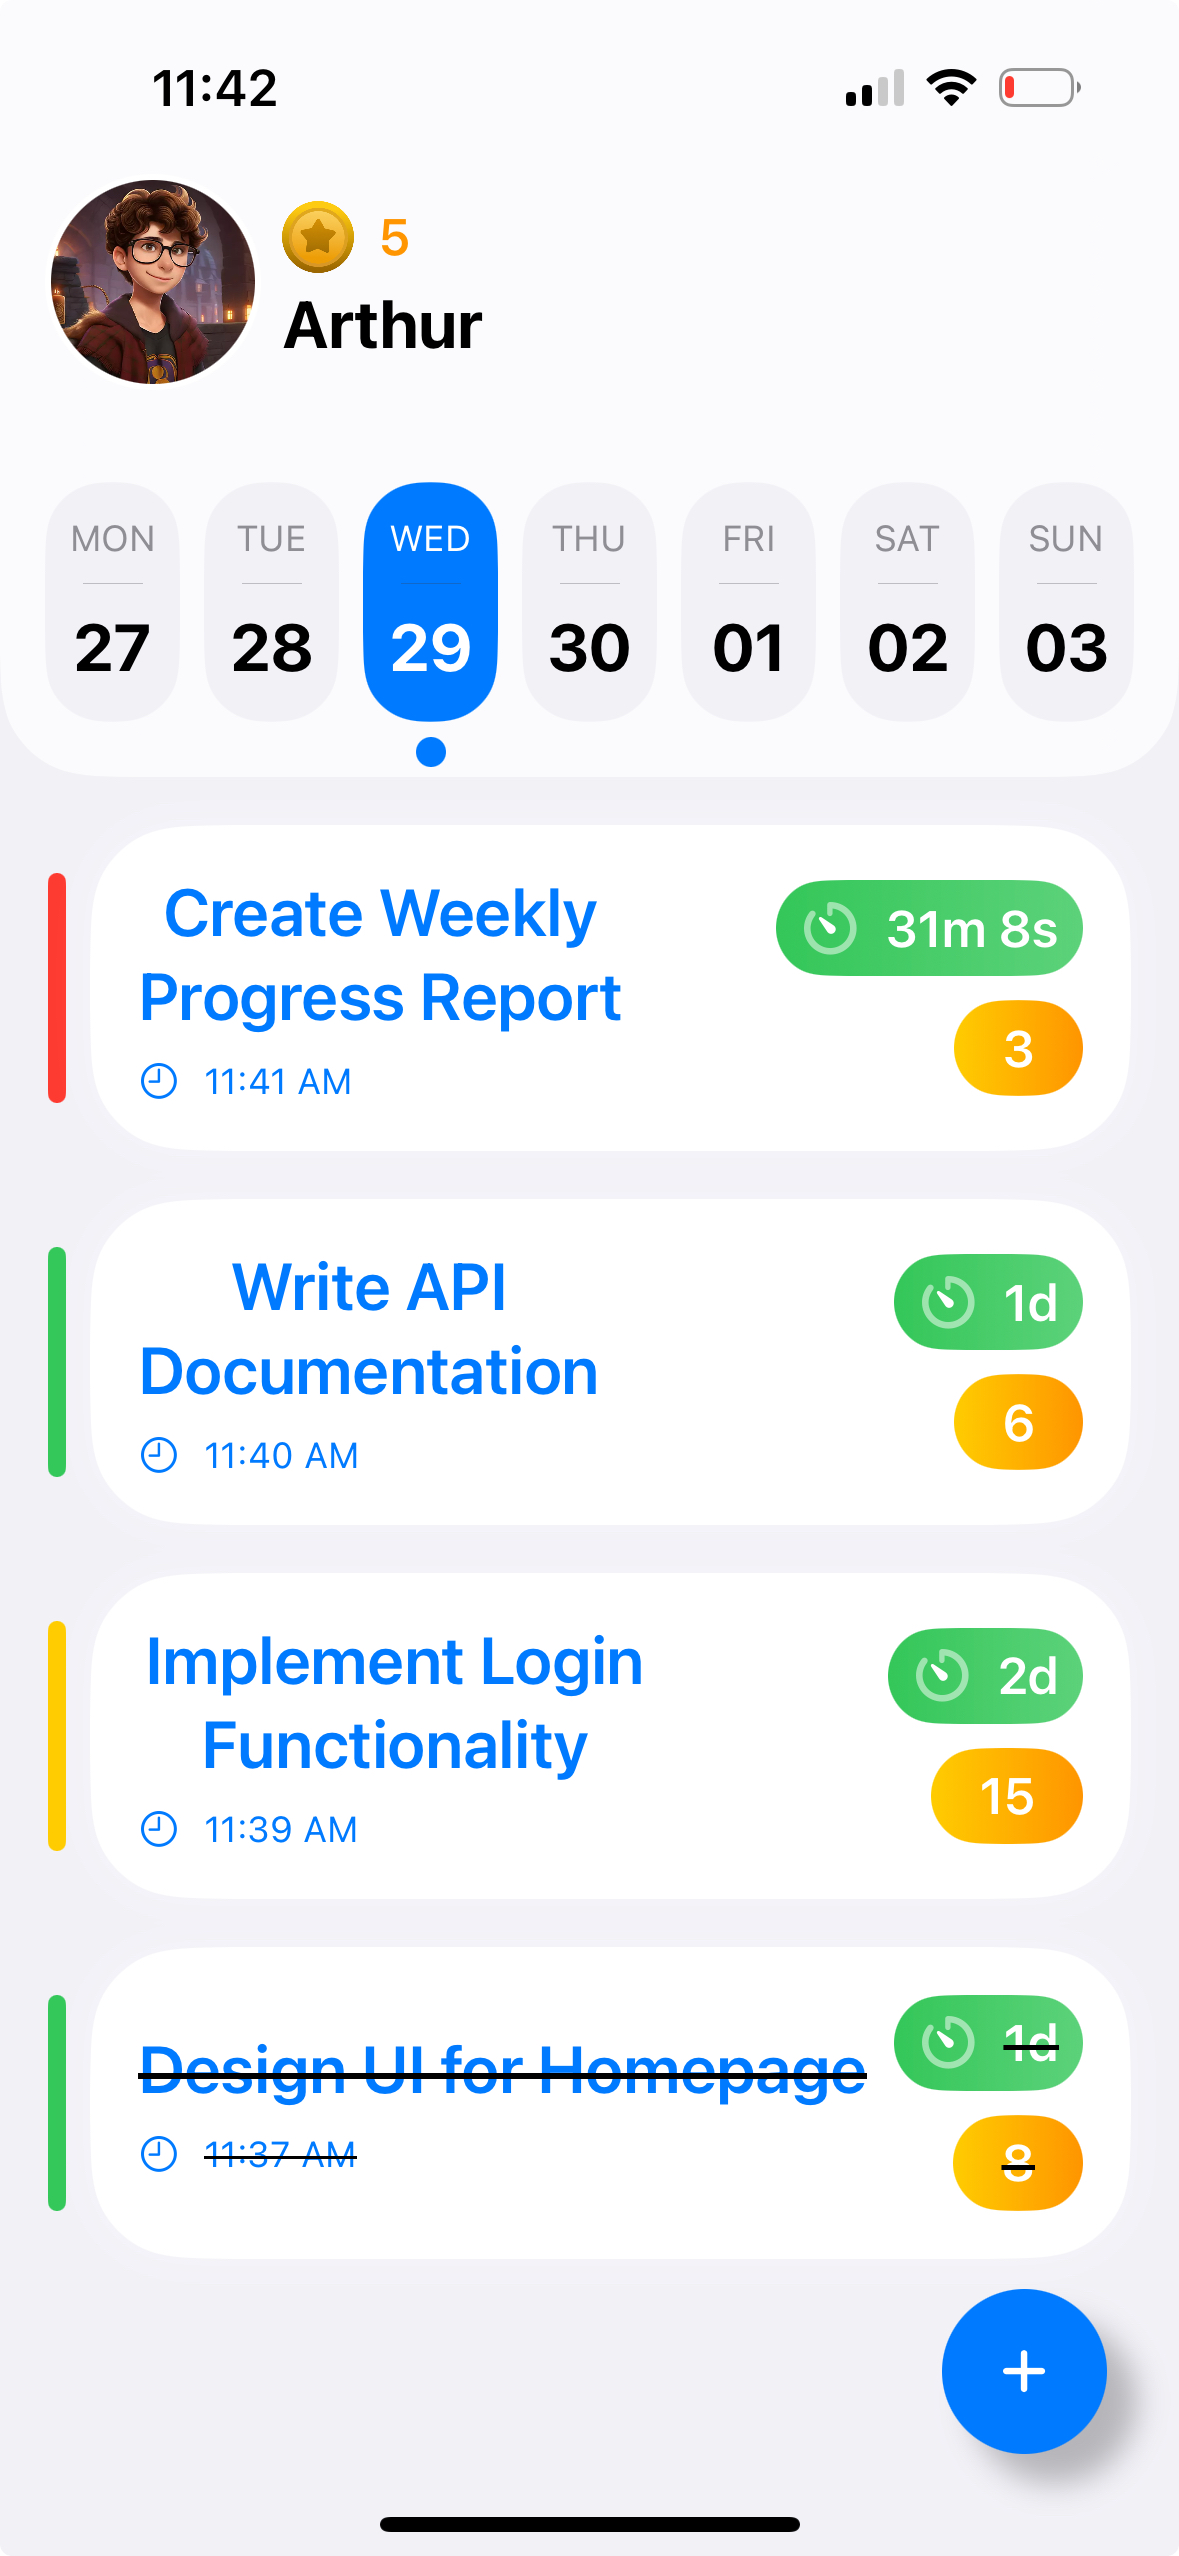 11:42
5
Arthur
MON TUE WED THU FRI SAT SUN
27 28 29 30 01 02 03
Create Weekly
Progress Report
11:41 AM
31m 8s
3
Write API
Documentation
11:40 AM
1d
6
Implement Login
Functionality
11:39 AM
2d
15
Design UI for Homepage
11:37 AM
1d
8